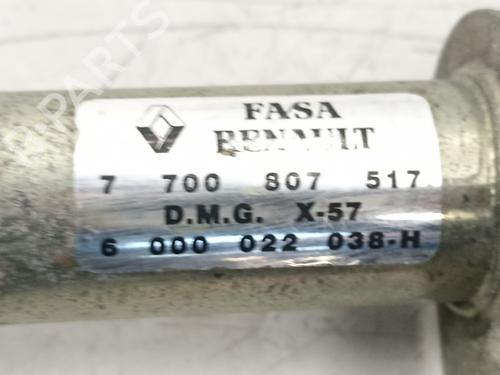 FASA
RENAULT
7 700 807 517
D.M.G. X-57
6 000 022 038-H